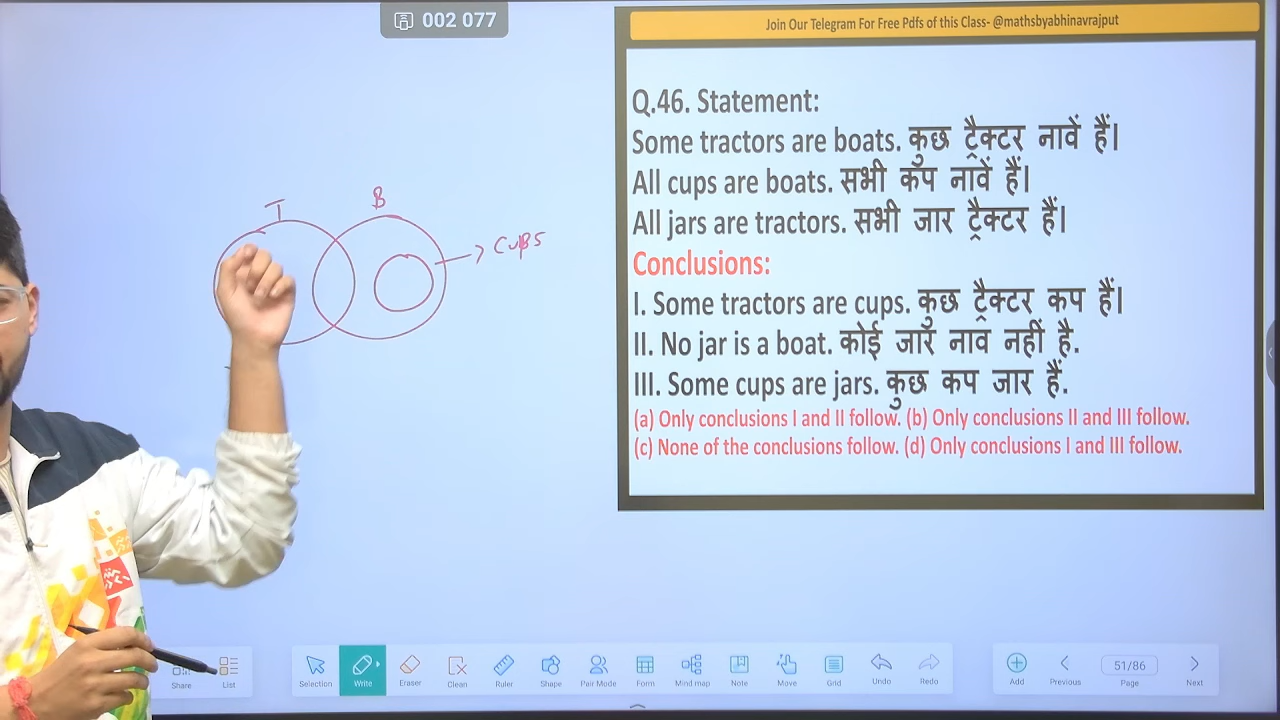 002 077
Join Our Telegram For Free Pdfs of this Class- @mathsbyabhinavrajput
Q.46. Statement:
Some tractors are boats. कुछ ट्रैक्टर नावें हैं।
All cups are boats. सभी कप नावें हैं।
All jars are tractors. सभी जार ट्रैक्टर हैं।
Conclusions:
I. Some tractors are cups. कुछ ट्रैक्टर कप हैं।
II. No jar is a boat. कोई जार नाव नहीं है.
III. Some cups are jars. कुछ कप जार हैं.
(a) Only conclusions I and II follow. (b) Only conclusions II and III follow.
(c) None of the conclusions follow. (d) Only conclusions I and III follow.
T B
Cups
Share List Selection Write Eraser Clean Ruler Shape Pair Mode Form Mind map Note Move Grid Undo Redo Add Previous 51/86 Page Next